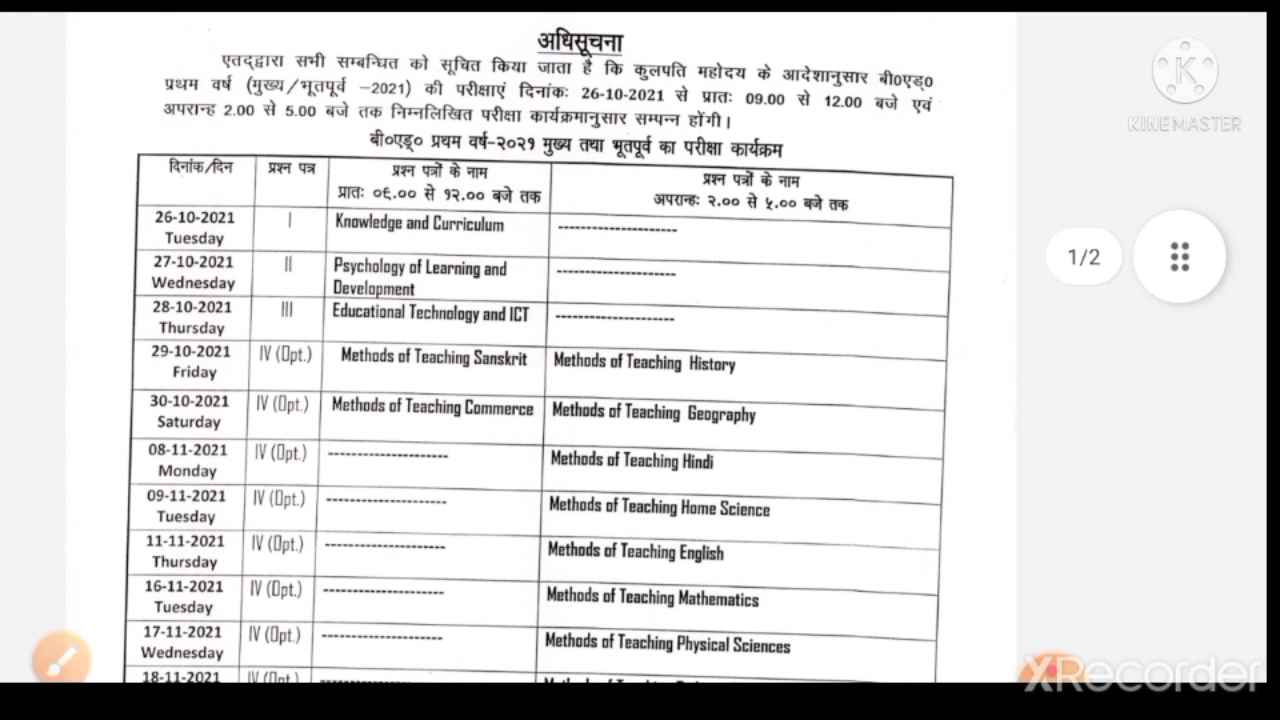 अधिसूचना
एतद्द्वारा सभी सम्बन्धित को सूचित किया जाता है कि कुलपति महोदय के आदेशानुसार बी०एड्०
प्रथम वर्ष (मुख्य/भूतपूर्व –2021) की परीक्षाएं दिनांकः 26-10-2021 से प्रातः 09.00 से 12.00 बजे एवं
अपरान्ह 2.00 से 5.00 बजे तक निम्नलिखित परीक्षा कार्यक्रमानुसार सम्पन्न होंगी।
बी०एड्० प्रथम वर्ष-२०२१ मुख्य तथा भूतपूर्व का परीक्षा कार्यक्रम
दिनांक/दिन प्रश्न पत्र प्रश्न पत्रों के नाम प्रश्न पत्रों के नाम
प्रातः ०९.०० से १२.०० बजे तक अपरान्हः २.०० से ५.०० बजे तक
26-10-2021 I Knowledge and Curriculum ---------------------
Tuesday
27-10-2021 II Psychology of Learning and ---------------------
Wednesday Development
28-10-2021 III Educational Technology and ICT ---------------------
Thursday
29-10-2021 IV (Opt.) Methods of Teaching Sanskrit Methods of Teaching History
Friday
30-10-2021 IV (Opt.) Methods of Teaching Commerce Methods of Teaching Geography
Saturday
08-11-2021 IV (Opt.) --------------------- Methods of Teaching Hindi
Monday
09-11-2021 IV (Opt.) --------------------- Methods of Teaching Home Science
Tuesday
11-11-2021 IV (Opt.) --------------------- Methods of Teaching English
Thursday
16-11-2021 IV (Opt.) --------------------- Methods of Teaching Mathematics
Tuesday
17-11-2021 IV (Opt.) --------------------- Methods of Teaching Physical Sciences
Wednesday
18-11-2021 IV (Opt.)
K
KINEMASTER
1/2
XRecorder